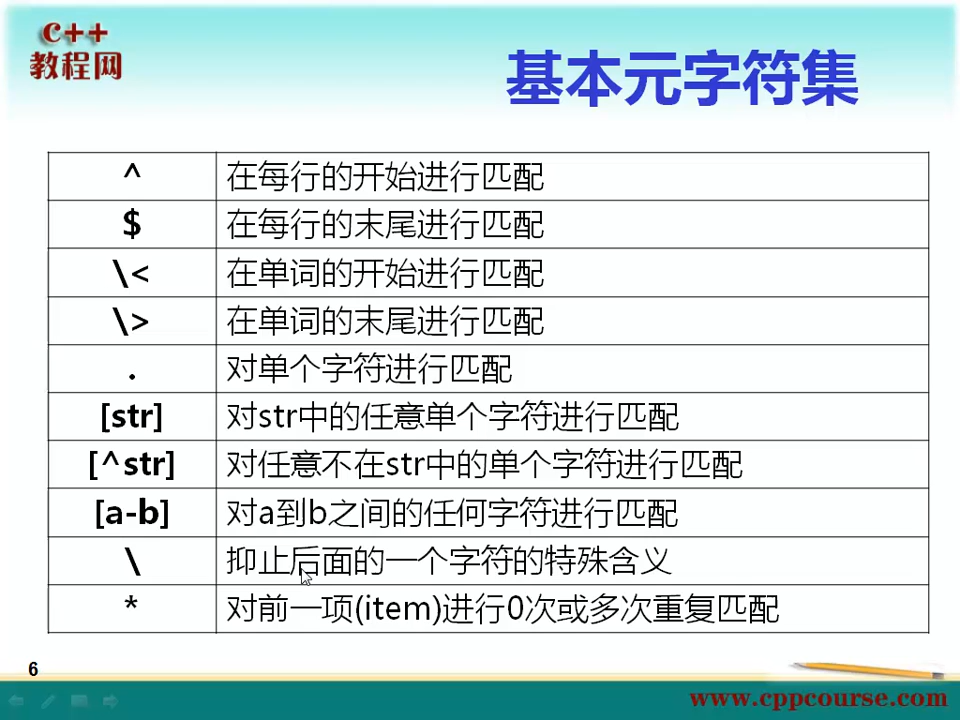 c++
教程网
基本元字符集
^ 在每行的开始进行匹配
$ 在每行的末尾进行匹配
\< 在单词的开始进行匹配
\> 在单词的末尾进行匹配
. 对单个字符进行匹配
[str] 对str中的任意单个字符进行匹配
[^str] 对任意不在str中的单个字符进行匹配
[a-b] 对a到b之间的任何字符进行匹配
\ 抑止后面的一个字符的特殊含义
* 对前一项(item)进行0次或多次重复匹配
6
www.cppcourse.com